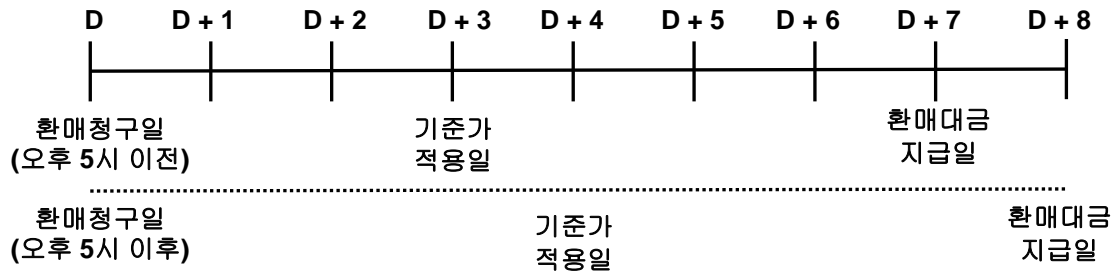 D D + 1 D + 2 D + 3 D + 4 D + 5 D + 6 D + 7 D + 8
환매청구일
(오후 5시 이전)
기준가
적용일
환매대금
지급일
환매청구일
(오후 5시 이후)
기준가
적용일
환매대금
지급일